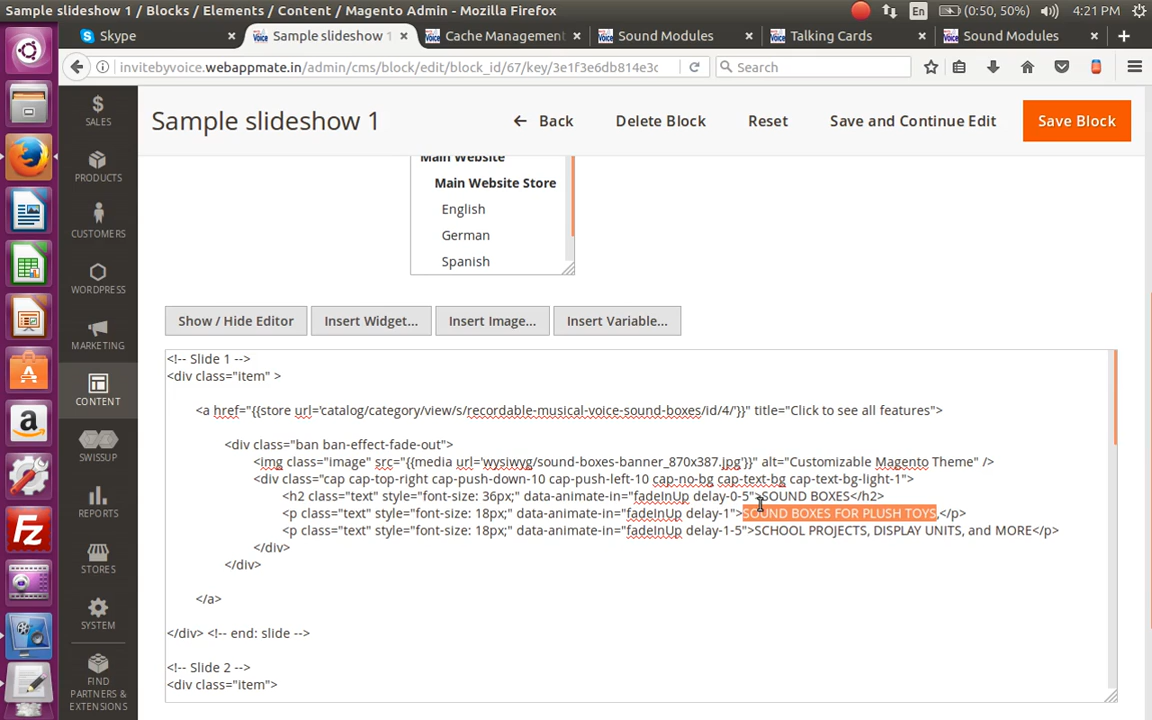 Sample slideshow 1 / Blocks / Elements / Content / Magento Admin - Mozilla Firefox
En
(0:50, 50%)
4:21 PM
Skype
Sample slideshow 1
Cache Management
Sound Modules
Talking Cards
Sound Modules
invitebyvoice.webappmate.in/admin/cms/block/edit/block_id/67/key/3e1f3e6db814e3c
Search
SALES
PRODUCTS
CUSTOMERS
WORDPRESS
MARKETING
CONTENT
SWISSUP
REPORTS
STORES
SYSTEM
FIND
PARTNERS &
EXTENSIONS
Sample slideshow 1
Back
Delete Block
Reset
Save and Continue Edit
Save Block
Main Website
Main Website Store
English
German
Spanish
Show / Hide Editor
Insert Widget...
Insert Image...
Insert Variable...
<!-- Slide 1 -->
<div class="item" >
<a href="{{store url='catalog/category/view/s/recordable-musical-voice-sound-boxes/id/4/'}}" title="Click to see all features">
<div class="ban ban-effect-fade-out">
<img class="image" src="{{media url='wysiwyg/sound-boxes-banner_870x387.jpg'}}" alt="Customizable Magento Theme" />
<div class="cap cap-top-right cap-push-down-10 cap-push-left-10 cap-no-bg cap-text-bg cap-text-bg-light-1">
<h2 class="text" style="font-size: 36px;" data-animate-in="fadeInUp delay-0-5">SOUND BOXES</h2>
<p class="text" style="font-size: 18px;" data-animate-in="fadeInUp delay-1">SOUND BOXES FOR PLUSH TOYS,</p>
<p class="text" style="font-size: 18px;" data-animate-in="fadeInUp delay-1-5">SCHOOL PROJECTS, DISPLAY UNITS, and MORE</p>
</div>
</div>
</a>
</div> <!-- end: slide -->
<!-- Slide 2 -->
<div class="item">